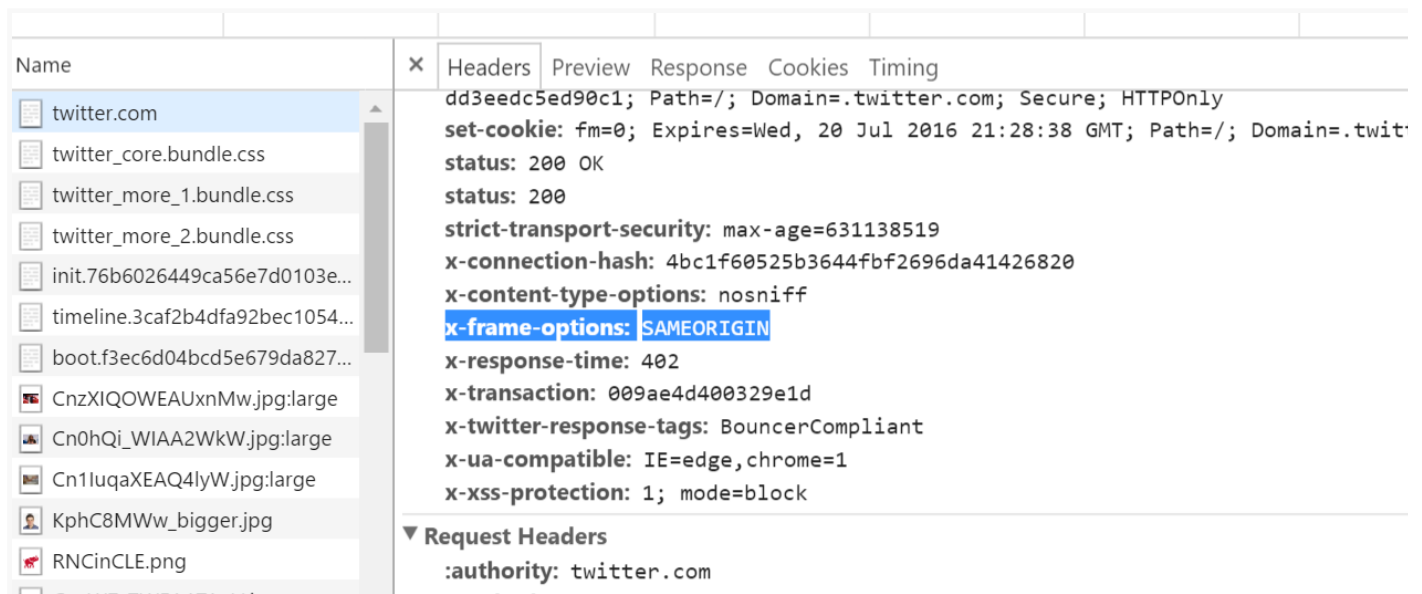 Name
twitter.com
twitter_core.bundle.css
twitter_more_1.bundle.css
twitter_more_2.bundle.css
init.76b6026449ca56e7d0103e...
timeline.3caf2b4dfa92bec1054...
boot.f3ec6d04bcd5e679da827...
CnzXIQOWEAUxnMw.jpg:large
Cn0hQi_WIAA2WkW.jpg:large
Cn1IuqaXEAQ4lyW.jpg:large
KphC8MWw_bigger.jpg
RNCinCLE.png
× Headers Preview Response Cookies Timing
dd3eedc5ed90c1; Path=/; Domain=.twitter.com; Secure; HTTPOnly
set-cookie: fm=0; Expires=Wed, 20 Jul 2016 21:28:38 GMT; Path=/; Domain=.twitt
status: 200 OK
status: 200
strict-transport-security: max-age=631138519
x-connection-hash: 4bc1f60525b3644fbf2696da41426820
x-content-type-options: nosniff
x-frame-options: SAMEORIGIN
x-response-time: 402
x-transaction: 009ae4d400329e1d
x-twitter-response-tags: BouncerCompliant
x-ua-compatible: IE=edge,chrome=1
x-xss-protection: 1; mode=block
▼ Request Headers
:authority: twitter.com